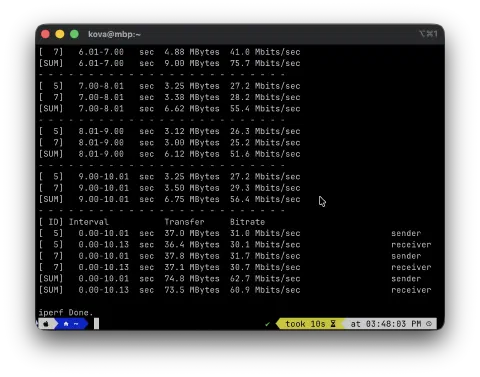 kova@mbp:~
⌥⌘1
[  7]   6.01-7.00   sec  4.88 MBytes  41.0 Mbits/sec
[SUM]   6.01-7.00   sec  9.00 MBytes  75.7 Mbits/sec
- - - - - - - - - - - - - - - - - - - - - - - - -
[  5]   7.00-8.01   sec  3.25 MBytes  27.2 Mbits/sec
[  7]   7.00-8.01   sec  3.38 MBytes  28.2 Mbits/sec
[SUM]   7.00-8.01   sec  6.62 MBytes  55.4 Mbits/sec
- - - - - - - - - - - - - - - - - - - - - - - - -
[  5]   8.01-9.00   sec  3.12 MBytes  26.3 Mbits/sec
[  7]   8.01-9.00   sec  3.00 MBytes  25.2 Mbits/sec
[SUM]   8.01-9.00   sec  6.12 MBytes  51.6 Mbits/sec
- - - - - - - - - - - - - - - - - - - - - - - - -
[  5]   9.00-10.01  sec  3.25 MBytes  27.2 Mbits/sec
[  7]   9.00-10.01  sec  3.50 MBytes  29.3 Mbits/sec
[SUM]   9.00-10.01  sec  6.75 MBytes  56.4 Mbits/sec
- - - - - - - - - - - - - - - - - - - - - - - - -
[ ID] Interval           Transfer     Bitrate
[  5]   0.00-10.01  sec  37.0 MBytes  31.0 Mbits/sec                  sender
[  5]   0.00-10.13  sec  36.4 MBytes  30.1 Mbits/sec                  receiver
[  7]   0.00-10.01  sec  37.8 MBytes  31.7 Mbits/sec                  sender
[  7]   0.00-10.13  sec  37.1 MBytes  30.7 Mbits/sec                  receiver
[SUM]   0.00-10.01  sec  74.8 MBytes  62.7 Mbits/sec                  sender
[SUM]   0.00-10.13  sec  73.5 MBytes  60.9 Mbits/sec                  receiver
iperf Done.
~ ✓ took 10s at 03:48:03 PM